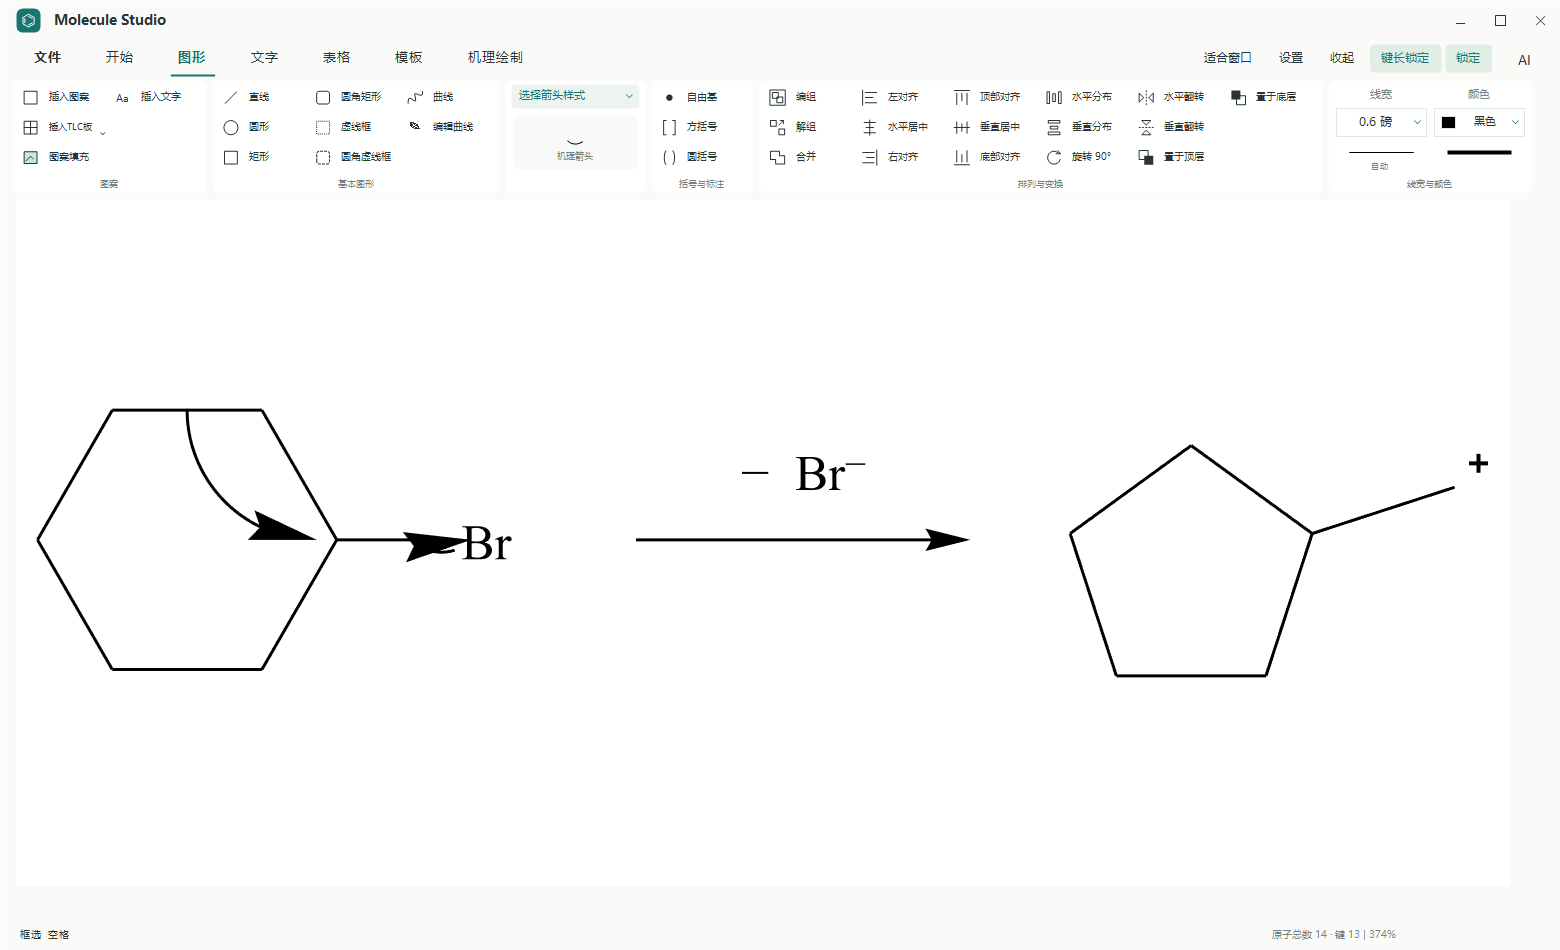 Molecule Studio
文件 开始 图形 文字 表格 模板 机理绘制 适合窗口 设置 收起 键长锁定 锁定 AI
插入图案 Aa 插入文字
插入TLC板
图案填充
图案
直线 圆角矩形 曲线
圆形 虚线框 编辑曲线
矩形 圆角虚线框
基本图形
选择箭头样式
机理箭头
自由基
方括号
圆括号
括号与标注
编组 左对齐 顶部对齐 水平分布 水平翻转 置于底层
解组 水平居中 垂直居中 垂直分布 垂直翻转
合并 右对齐 底部对齐 旋转 90° 置于顶层
排列与变换
线宽 颜色
0.6 磅 黑色
自动
线宽与颜色
− Br−
+
Br
框选 空格 原子总数 14 · 键 13 | 374%